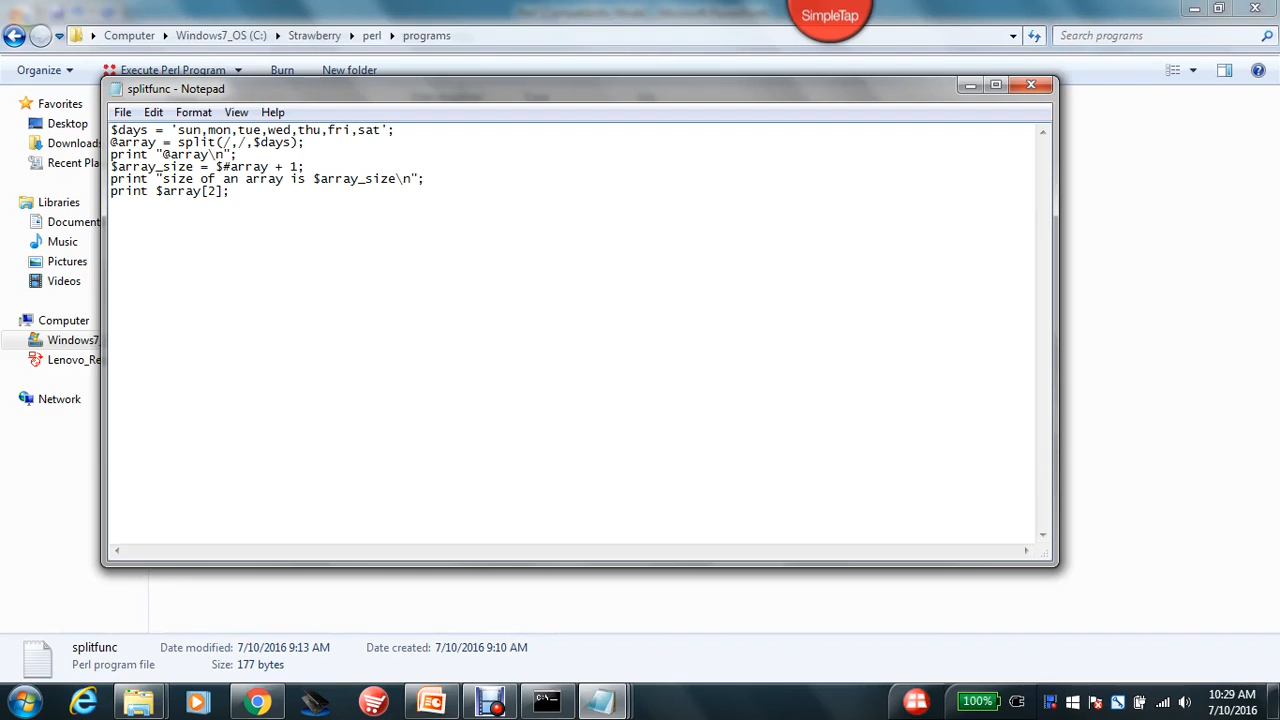 SimpleTap
Computer Windows7_OS (C:) Strawberry perl programs
Search programs
Organize Execute Perl Program Burn New folder
splitfunc - Notepad
File Edit Format View Help
$days = 'sun,mon,tue,wed,thu,fri,sat';
@array = split(/,/,$days);
print "@array\n";
$array_size = $#array + 1;
print "size of an array is $array_size\n";
print $array[2];
Favorites
Desktop
Downloads
Recent Pla
Libraries
Document
Music
Pictures
Videos
Computer
Windows7_
Lenovo_Re
Network
splitfunc Date modified: 7/10/2016 9:13 AM Date created: 7/10/2016 9:10 AM
Perl program file Size: 177 bytes
100%
10:29 AM
7/10/2016